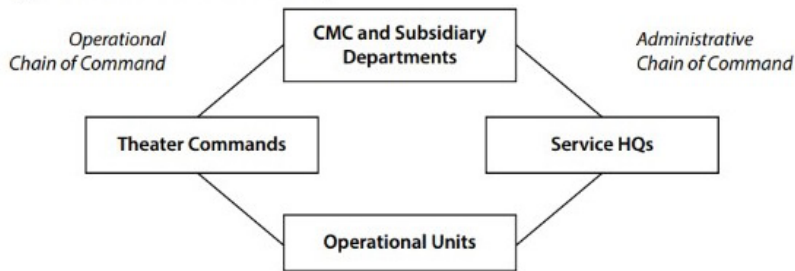 Operational
Chain of Command
CMC and Subsidiary
Departments
Administrative
Chain of Command
Theater Commands
Service HQs
Operational Units